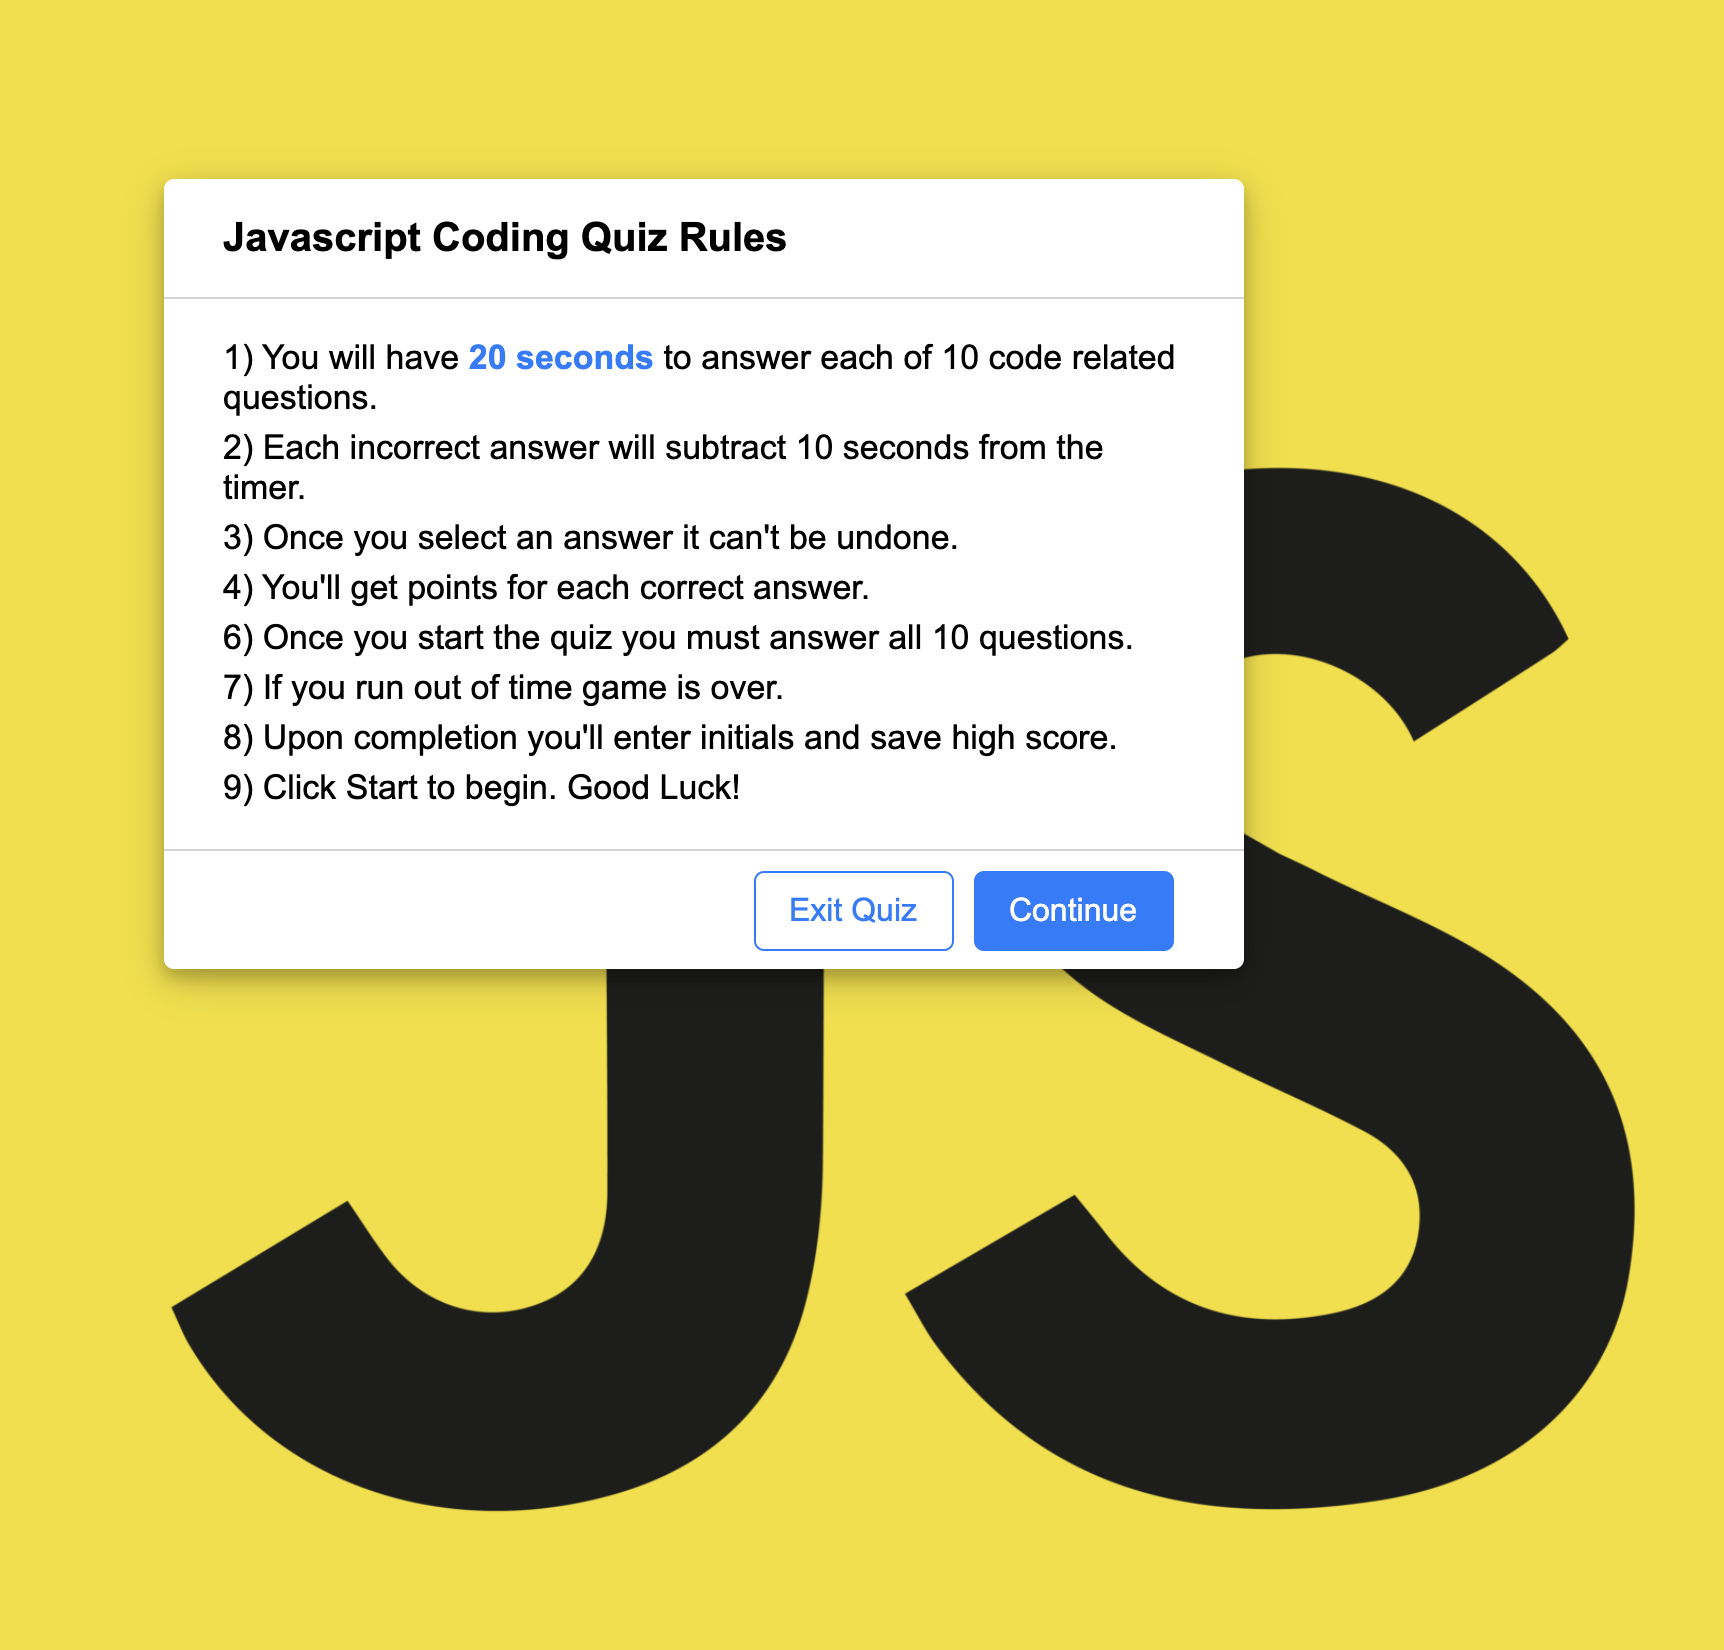 Javascript Coding Quiz Rules
1) You will have 20 seconds to answer each of 10 code related
questions.
2) Each incorrect answer will subtract 10 seconds from the
timer.
3) Once you select an answer it can't be undone.
4) You'll get points for each correct answer.
6) Once you start the quiz you must answer all 10 questions.
7) If you run out of time game is over.
8) Upon completion you'll enter initials and save high score.
9) Click Start to begin. Good Luck!
Exit Quiz Continue
JS